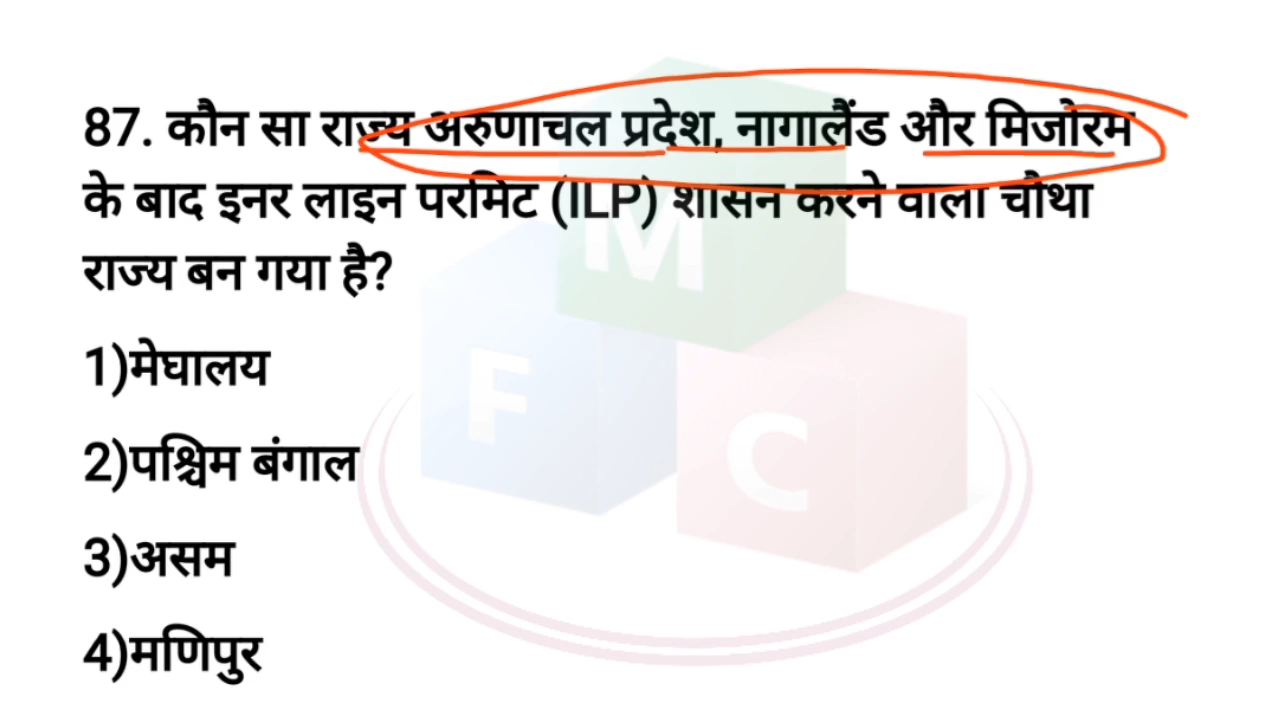 87. कौन सा राज्य अरुणाचल प्रदेश, नागालैंड और मिजोरम
के बाद इनर लाइन परमिट (ILP) शासन करने वाला चौथा
राज्य बन गया है?
1)मेघालय
2)पश्चिम बंगाल
3)असम
4)मणिपुर
M
F
C